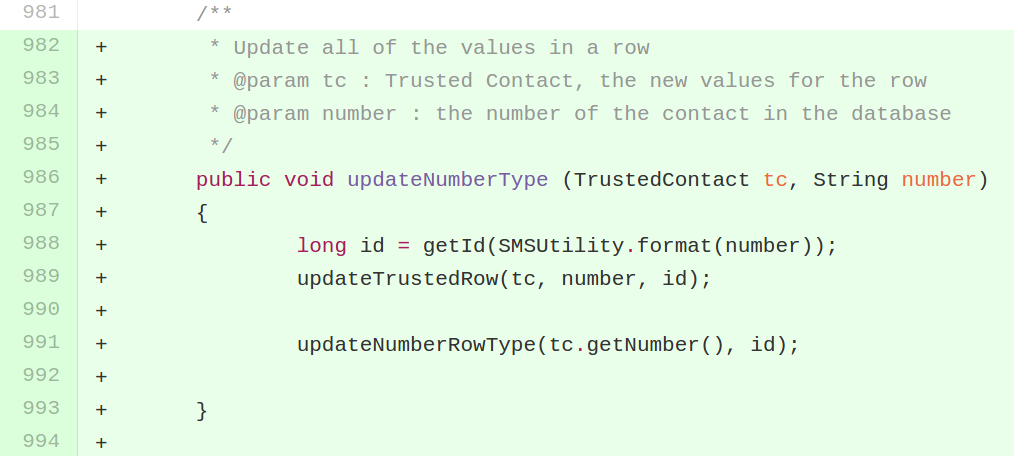 981 /**
982 + * Update all of the values in a row
983 + * @param tc : Trusted Contact, the new values for the row
984 + * @param number : the number of the contact in the database
985 + */
986 + public void updateNumberType (TrustedContact tc, String number)
987 + {
988 + long id = getId(SMSUtility.format(number));
989 + updateTrustedRow(tc, number, id);
990 +
991 + updateNumberRowType(tc.getNumber(), id);
992 +
993 + }
994 +